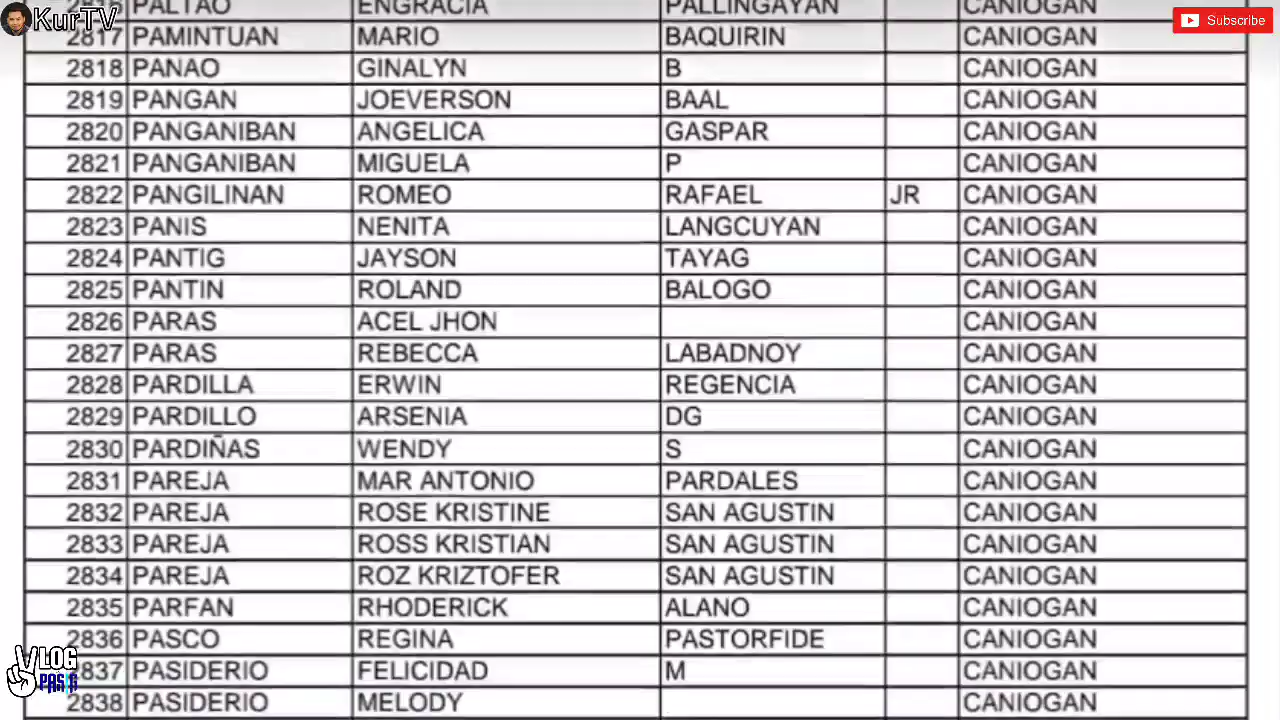 KurTV
Subscribe
PALTAO ENGRACIA PALLINGAYAN
2817 PAMINTUAN MARIO BAQUIRIN CANIOGAN
2818 PANAO GINALYN B CANIOGAN
2819 PANGAN JOEVERSON BAAL CANIOGAN
2820 PANGANIBAN ANGELICA GASPAR CANIOGAN
2821 PANGANIBAN MIGUELA P CANIOGAN
2822 PANGILINAN ROMEO RAFAEL JR CANIOGAN
2823 PANIS NENITA LANGCUYAN CANIOGAN
2824 PANTIG JAYSON TAYAG CANIOGAN
2825 PANTIN ROLAND BALOGO CANIOGAN
2826 PARAS ACEL JHON CANIOGAN
2827 PARAS REBECCA LABADNOY CANIOGAN
2828 PARDILLA ERWIN REGENCIA CANIOGAN
2829 PARDILLO ARSENIA DG CANIOGAN
2830 PARDIÑAS WENDY S CANIOGAN
2831 PAREJA MAR ANTONIO PARDALES CANIOGAN
2832 PAREJA ROSE KRISTINE SAN AGUSTIN CANIOGAN
2833 PAREJA ROSS KRISTIAN SAN AGUSTIN CANIOGAN
2834 PAREJA ROZ KRIZTOFER SAN AGUSTIN CANIOGAN
2835 PARFAN RHODERICK ALANO CANIOGAN
2836 PASCO REGINA PASTORFIDE CANIOGAN
2837 PASIDERIO FELICIDAD M CANIOGAN
2838 PASIDERIO MELODY CANIOGAN
VLOG
PASIG